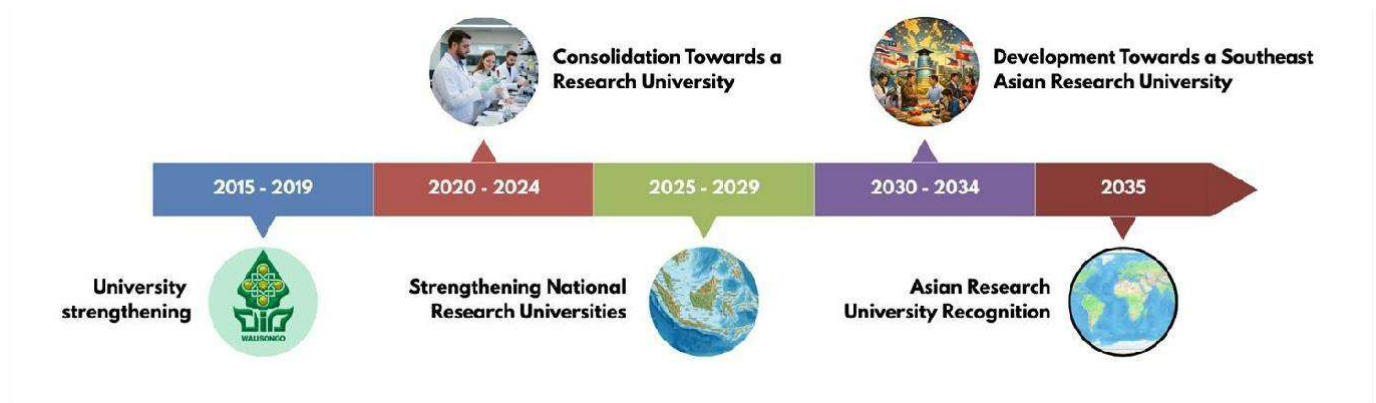 Consolidation Towards a
Research University
Development Towards a Southeast
Asian Research University
2015 - 2019
2020 - 2024
2025 - 2029
2030 - 2034
2035
University
strengthening
WALISONGO
Strengthening National
Research Universities
Asian Research
University Recognition